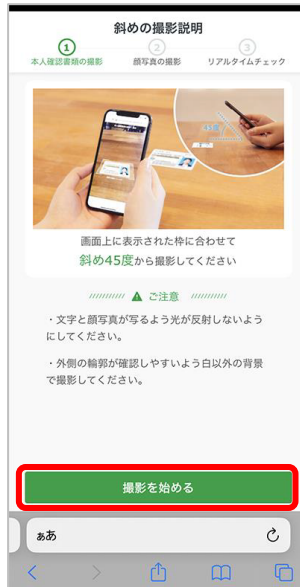 斜めの撮影説明
1 2 3
本人確認書類の撮影 顔写真の撮影 リアルタイムチェック
45度
画面上に表示された枠に合わせて
斜め45度から撮影してください
ご注意
・文字と顔写真が写るよう光が反射しないよう
にしてください。
・外側の輪郭が確認しやすいよう白以外の背景
で撮影してください。
撮影を始める
ぁあ